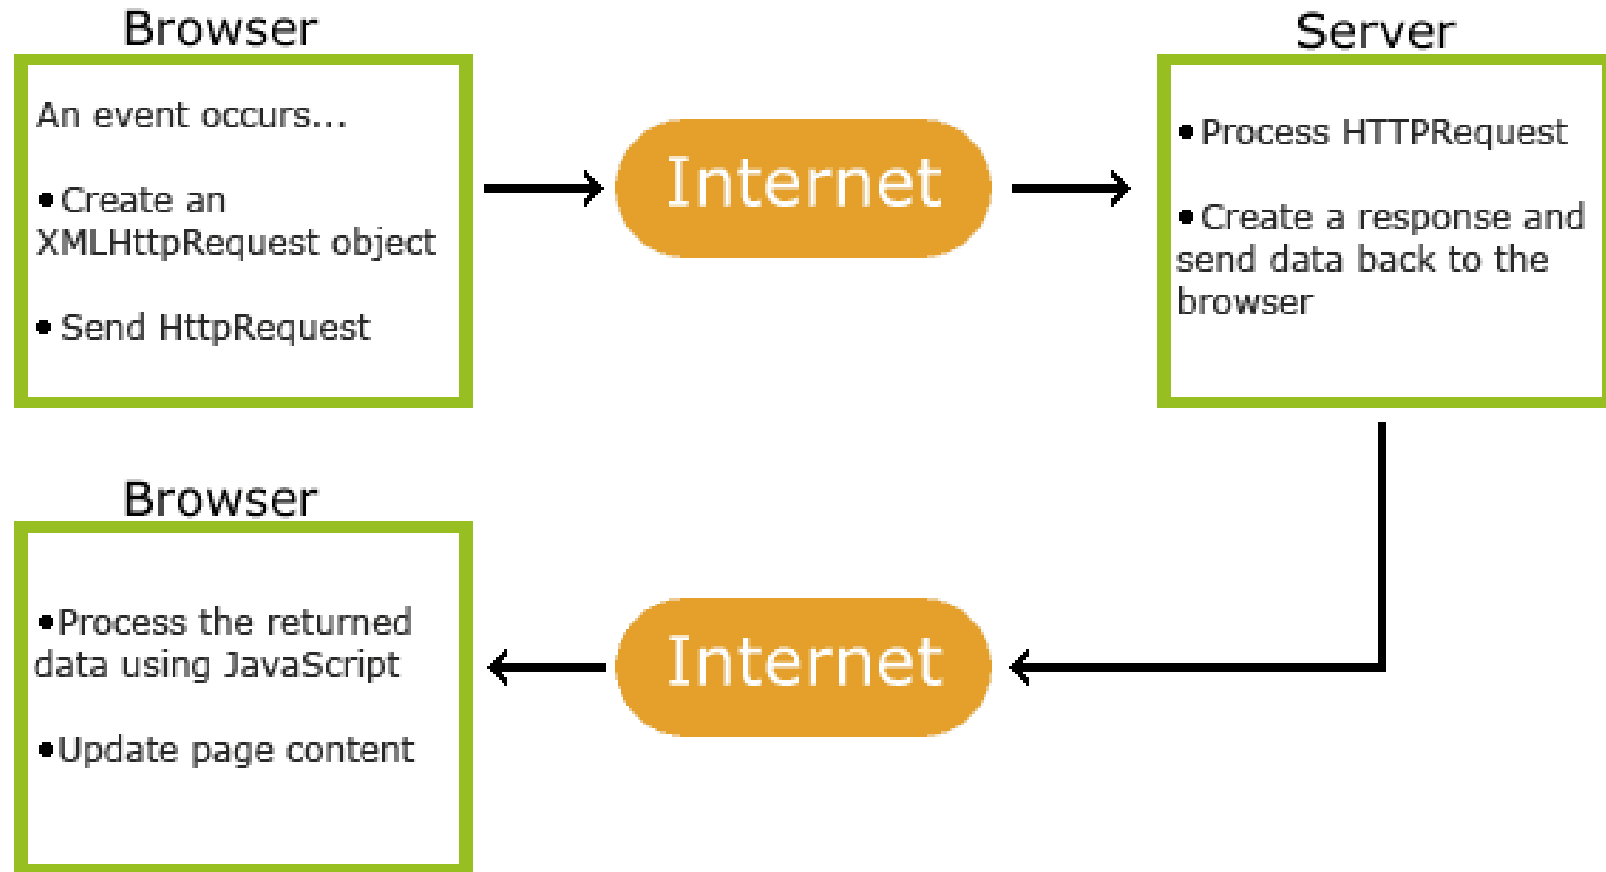 Browser
An event occurs...
•Create an
XMLHttpRequest object
• Send HttpRequest
Internet
Server
•Process HTTPRequest
•Create a response and
send data back to the
browser
Browser
•Process the returned
data using JavaScript
•Update page content
Internet